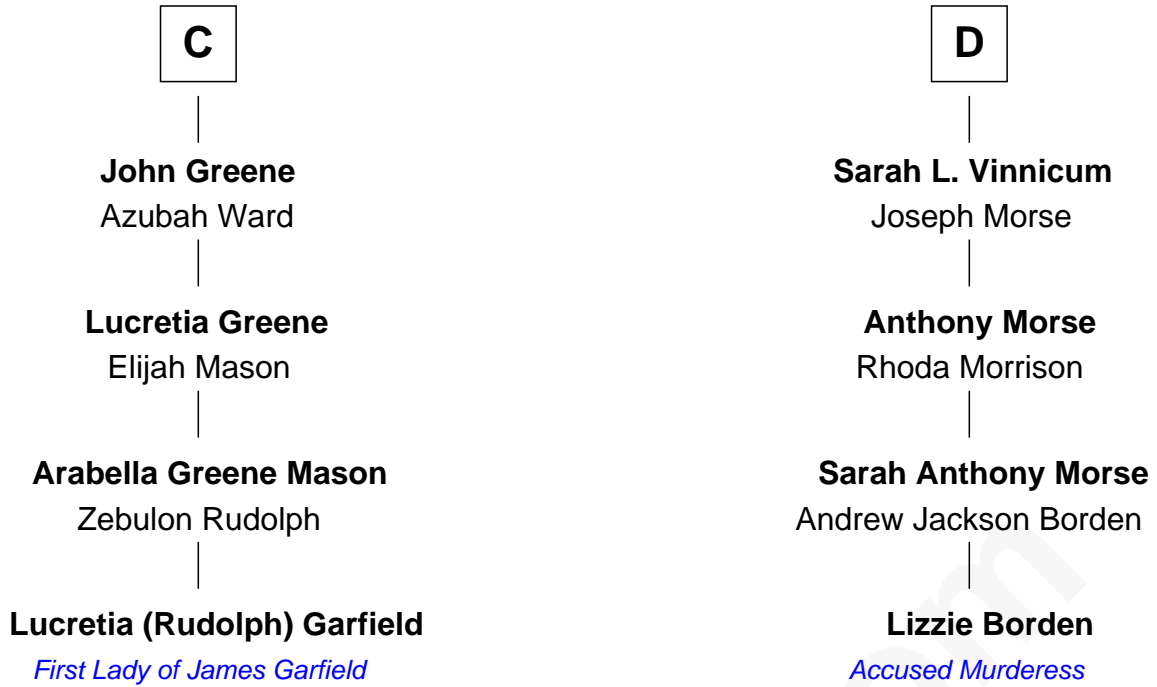 C
John Greene
Azubah Ward
Lucretia Greene
Elijah Mason
Arabella Greene Mason
Zebulon Rudolph
Lucretia (Rudolph) Garfield
First Lady of James Garfield
D
Sarah L. Vinnicum
Joseph Morse
Anthony Morse
Rhoda Morrison
Sarah Anthony Morse
Andrew Jackson Borden
Lizzie Borden
Accused Murderess